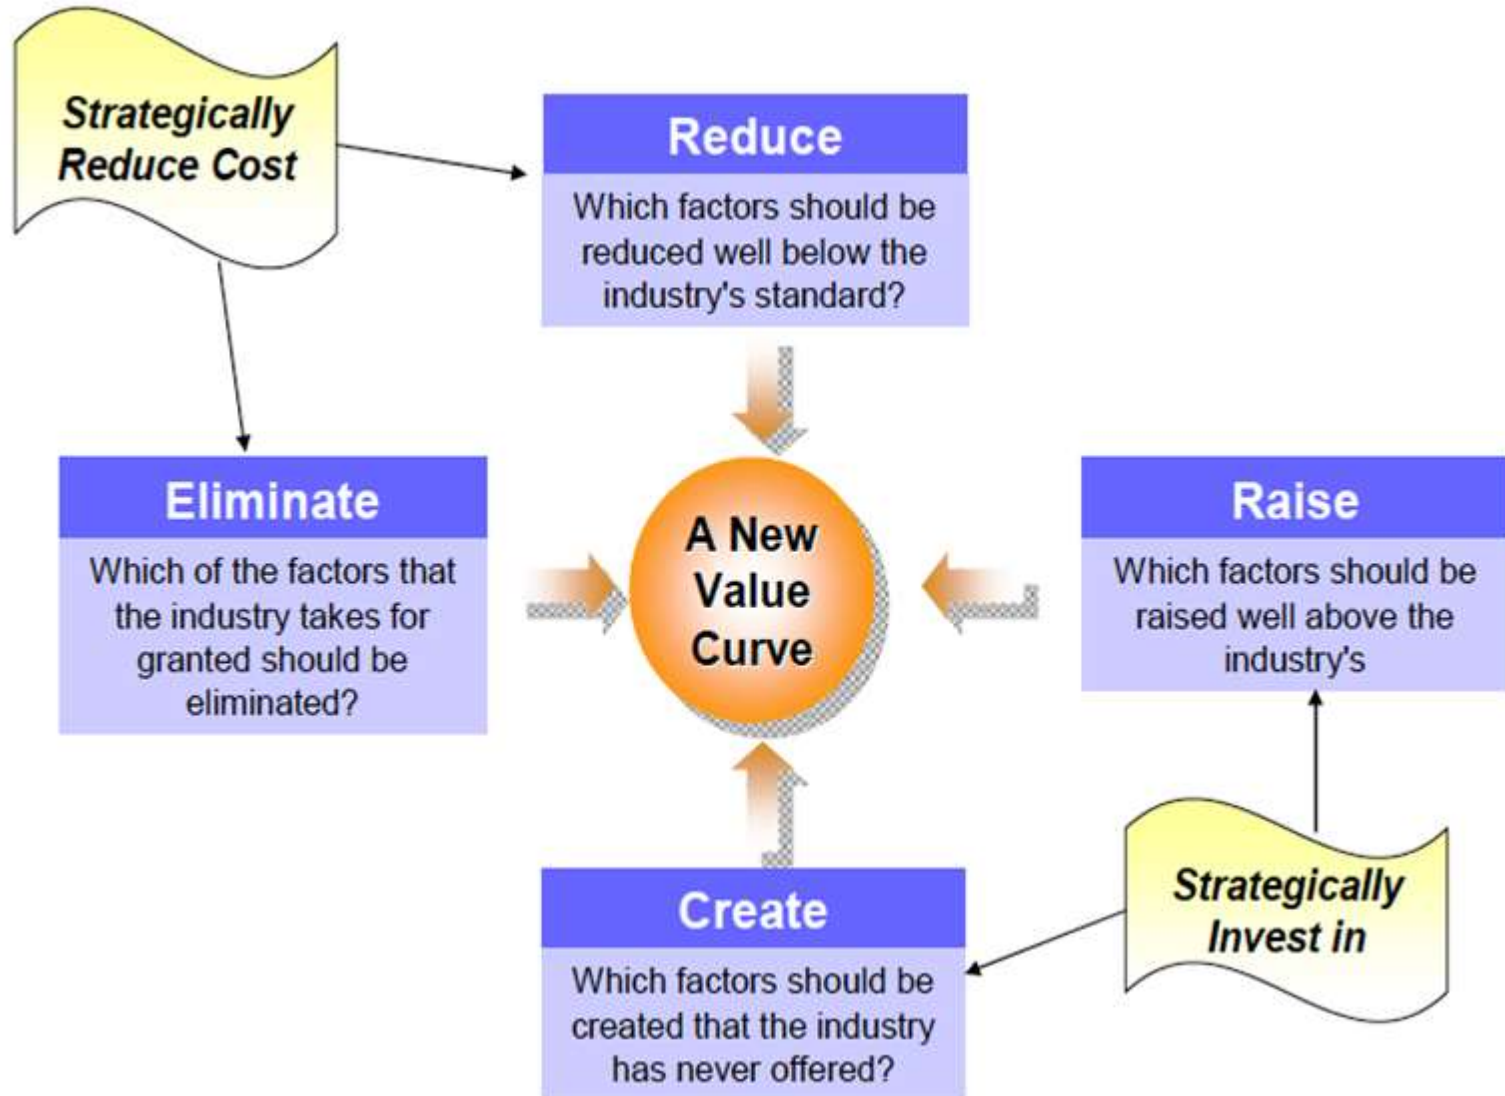 Strategically
Reduce Cost
Reduce
Which factors should be
reduced well below the
industry's standard?
Eliminate
Which of the factors that
the industry takes for
granted should be
eliminated?
A New
Value
Curve
Raise
Which factors should be
raised well above the
industry's
Create
Which factors should be
created that the industry
has never offered?
Strategically
Invest in